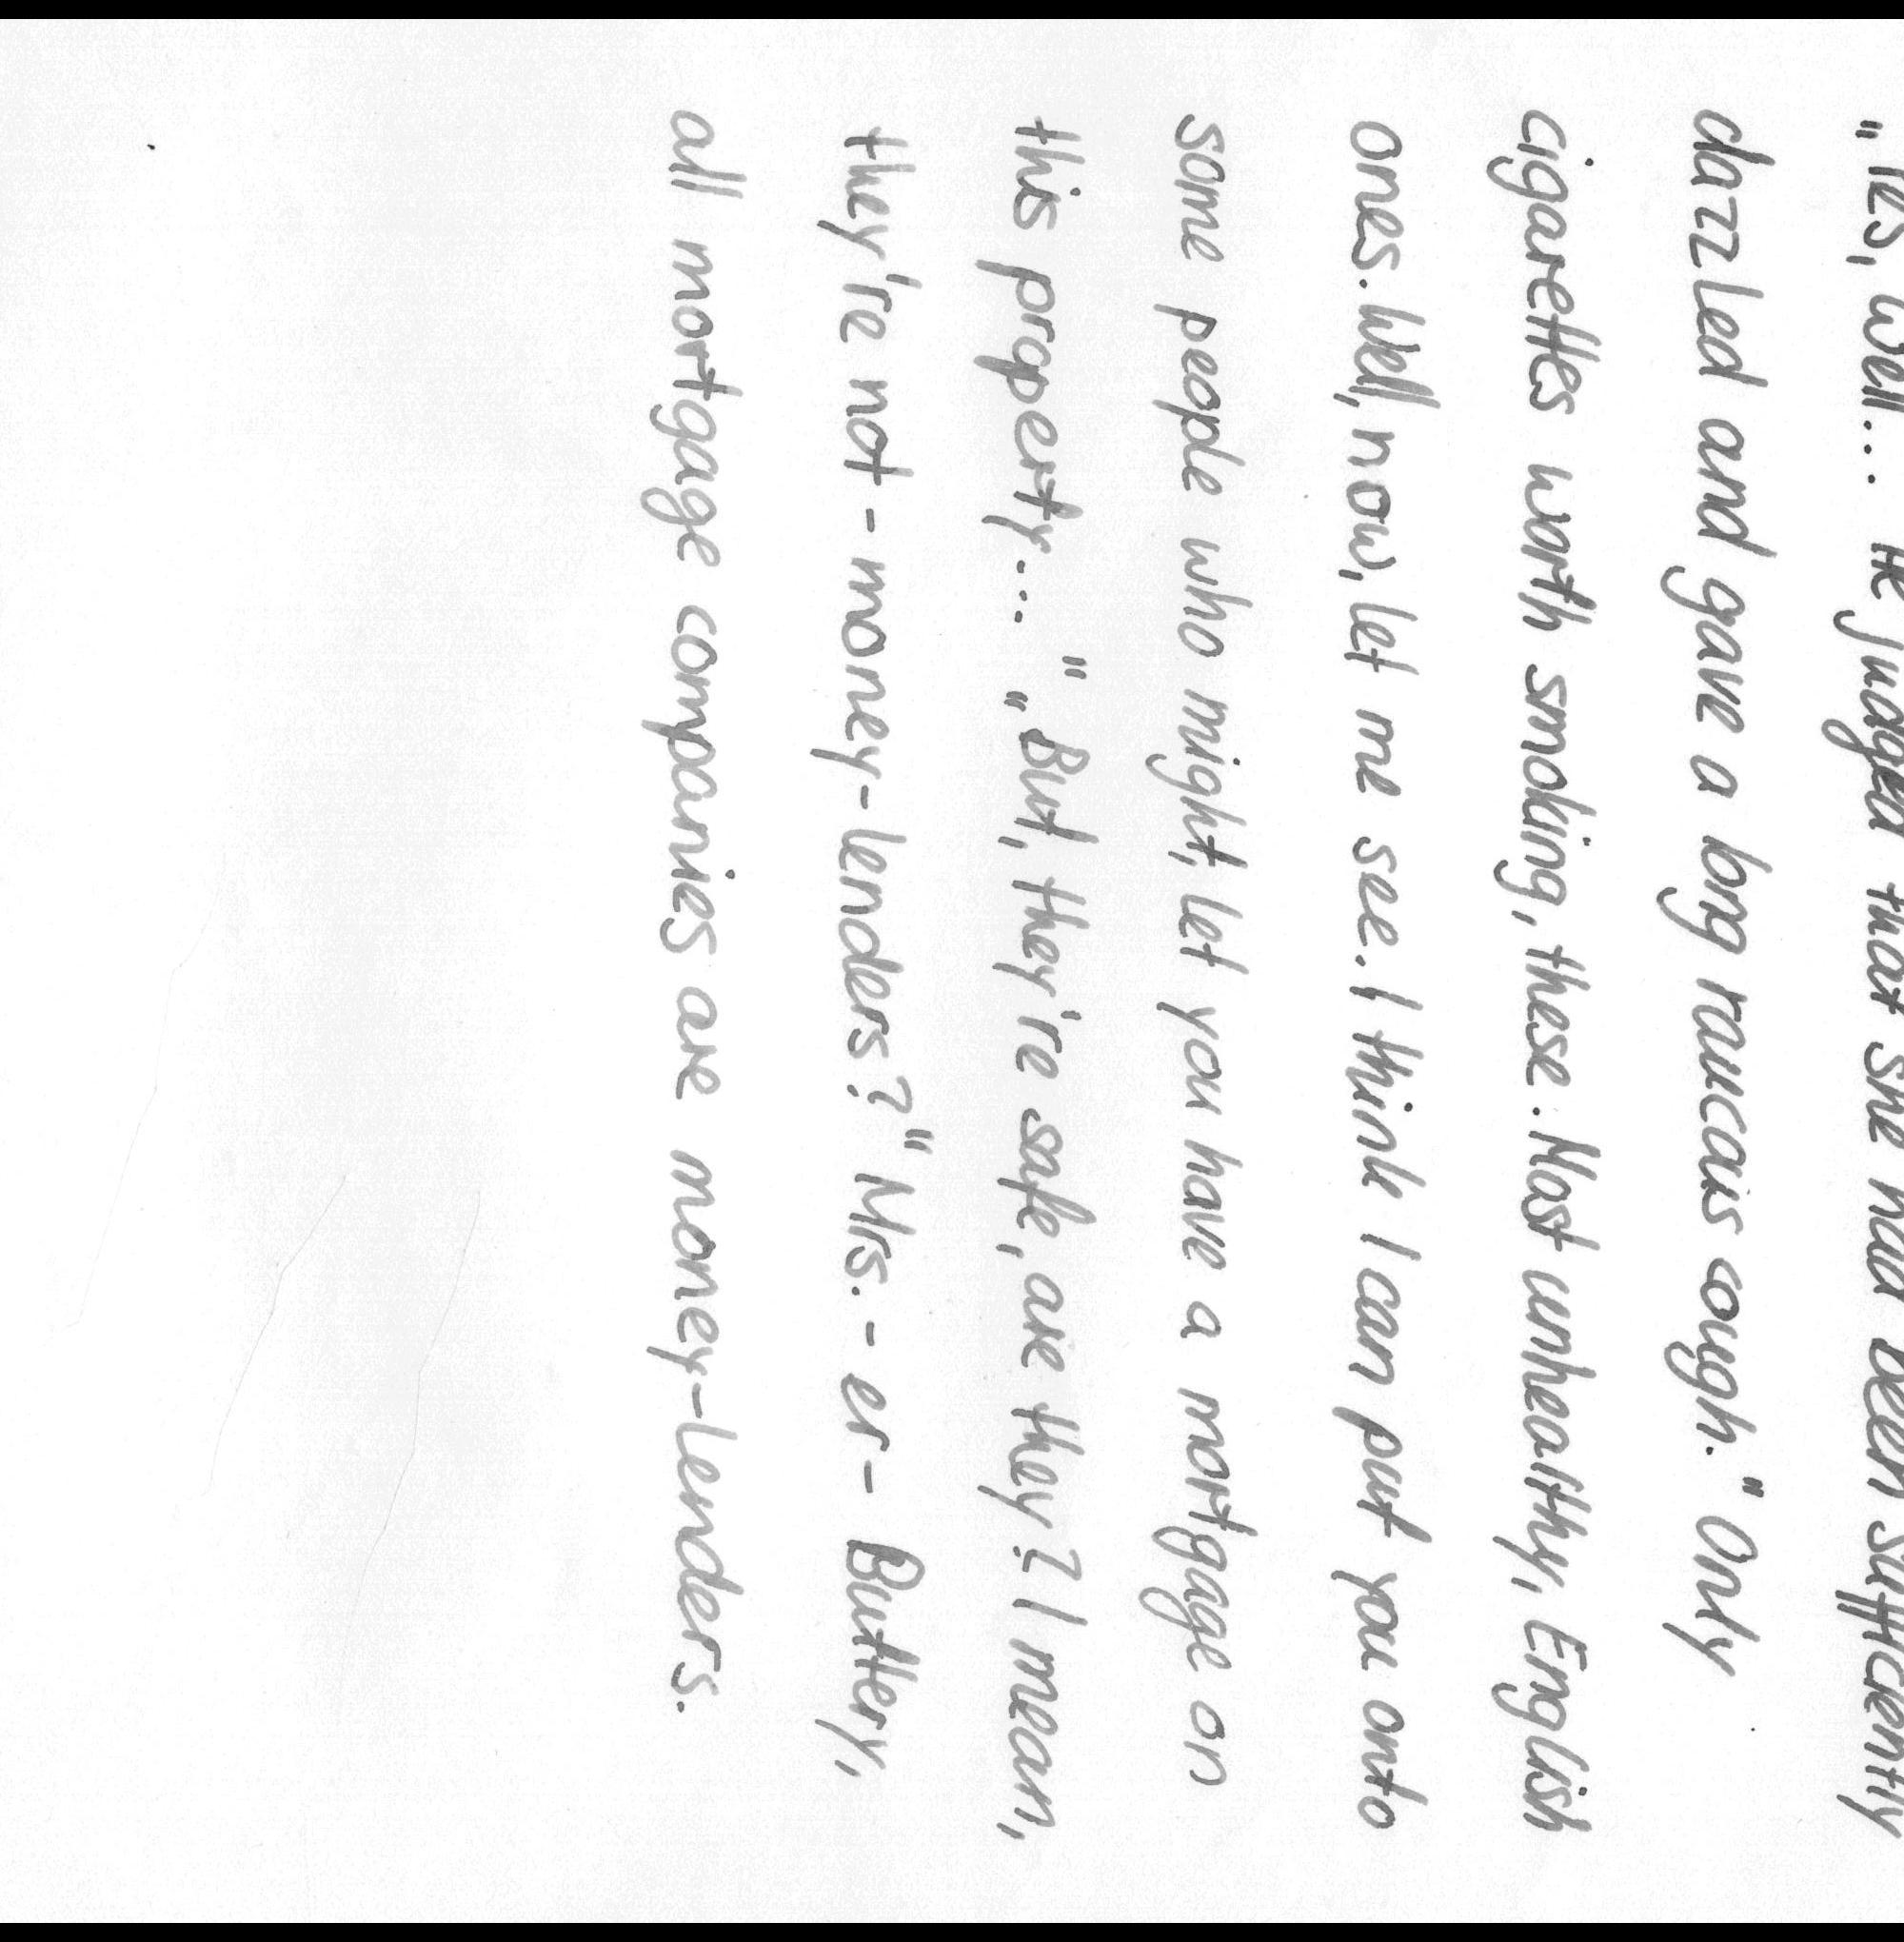 „Yes, well... He judged that she had been sufficiently
dazzled and gave a long raucais cough." Only
cigarettes worth smoking, these. Most unhealthy, English
ones. Well, now, let me see. I think I can put you onto
some people who might, let you have a mortgage on
this property...." „But, they're safe, are they? I mean,
they're not - money-lenders?" Mrs. - er - Buttery,
all mortgage companies are money-lenders.